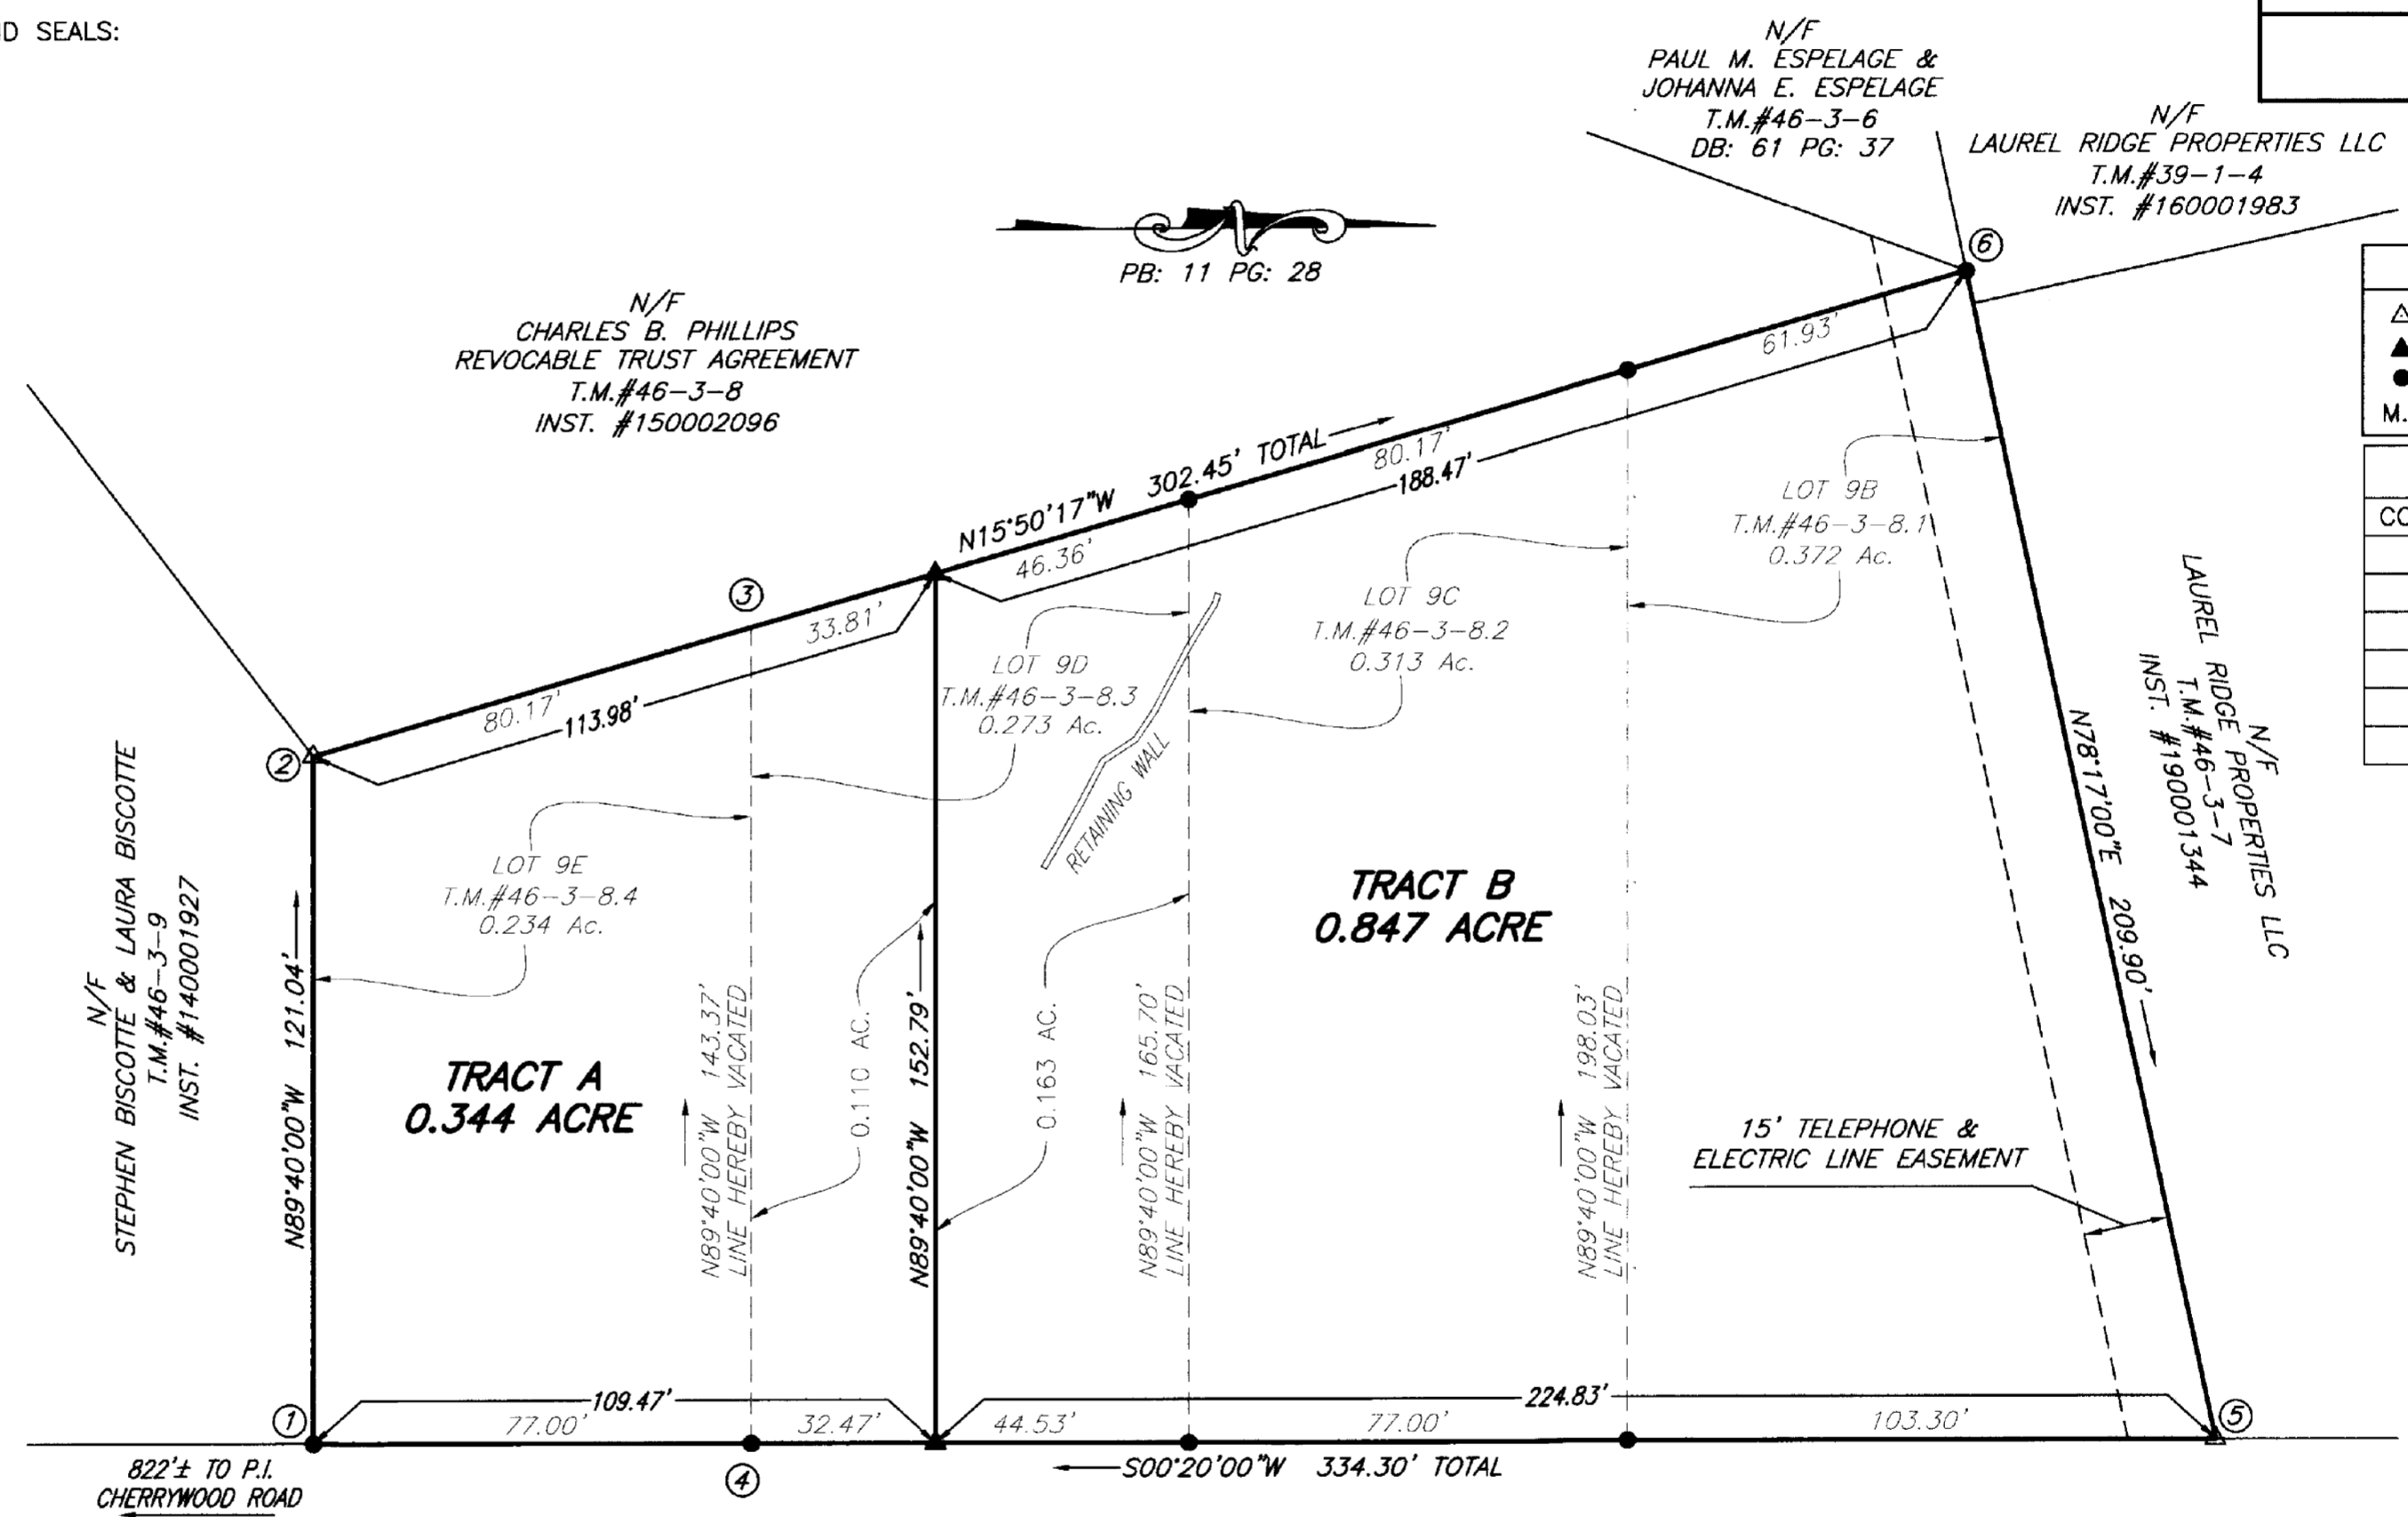 D SEALS:
N/F
PAUL M. ESPELAGE &
JOHANNA E. ESPELAGE
T.M.#46-3-6
DB: 61 PG: 37
N/F
LAUREL RIDGE PROPERTIES LLC
T.M.#39-1-4
INST. #160001983
N
PB: 11 PG: 28
6
N/F
CHARLES B. PHILLIPS
REVOCABLE TRUST AGREEMENT
T.M.#46-3-8
INST. #150002096
M.
CO
61.93'
N15°50'17"W 302.45' TOTAL
80.17'
188.47'
46.36'
3
33.81'
80.17'
113.98'
2
LOT 9B
T.M.#46-3-8.1
0.372 Ac.
LOT 9C
T.M.#46-3-8.2
0.313 Ac.
LOT 9D
T.M.#46-3-8.3
0.273 Ac.
LOT 9E
T.M.#46-3-8.4
0.234 Ac.
RETAINING WALL
TRACT B
0.847 ACRE
TRACT A
0.344 ACRE
N/F
STEPHEN BISCOTTE & LAURA BISCOTTE
T.M.#46-3-9
INST. #140001927
N89°40'00"W 121.04'
N89°40'00"W 143.37'
LINE HEREBY VACATED
0.110 AC.
N89°40'00"W 152.79'
0.163 AC.
N89°40'00"W 165.70'
LINE HEREBY VACATED
N89°40'00"W 198.03'
LINE HEREBY VACATED
N78°17'00"E 209.90'
N/F
LAUREL RIDGE PROPERTIES LLC
T.M.#46-3-7
INST. #190001344
15' TELEPHONE &
ELECTRIC LINE EASEMENT
1
109.47'
224.83'
5
77.00'
32.47'
44.53'
77.00'
103.30'
4
S00°20'00"W 334.30' TOTAL
822'± TO P.I.
CHERRYWOOD ROAD